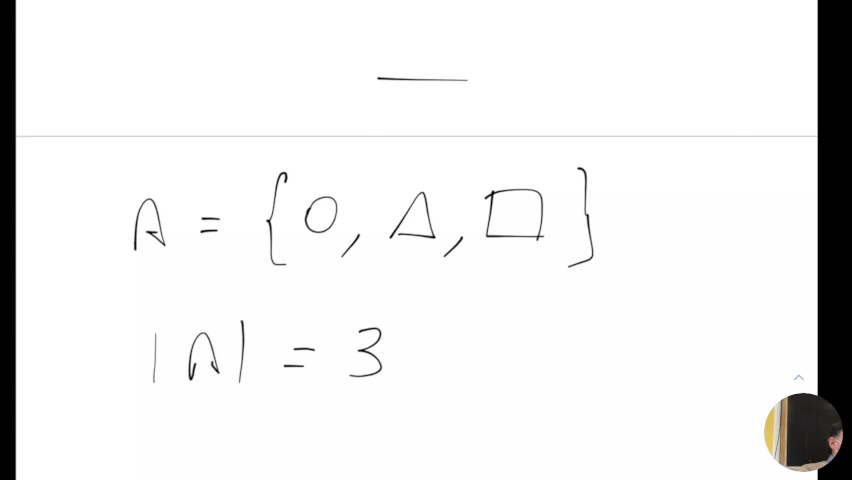 A = {○, △, □}
|A| = 3